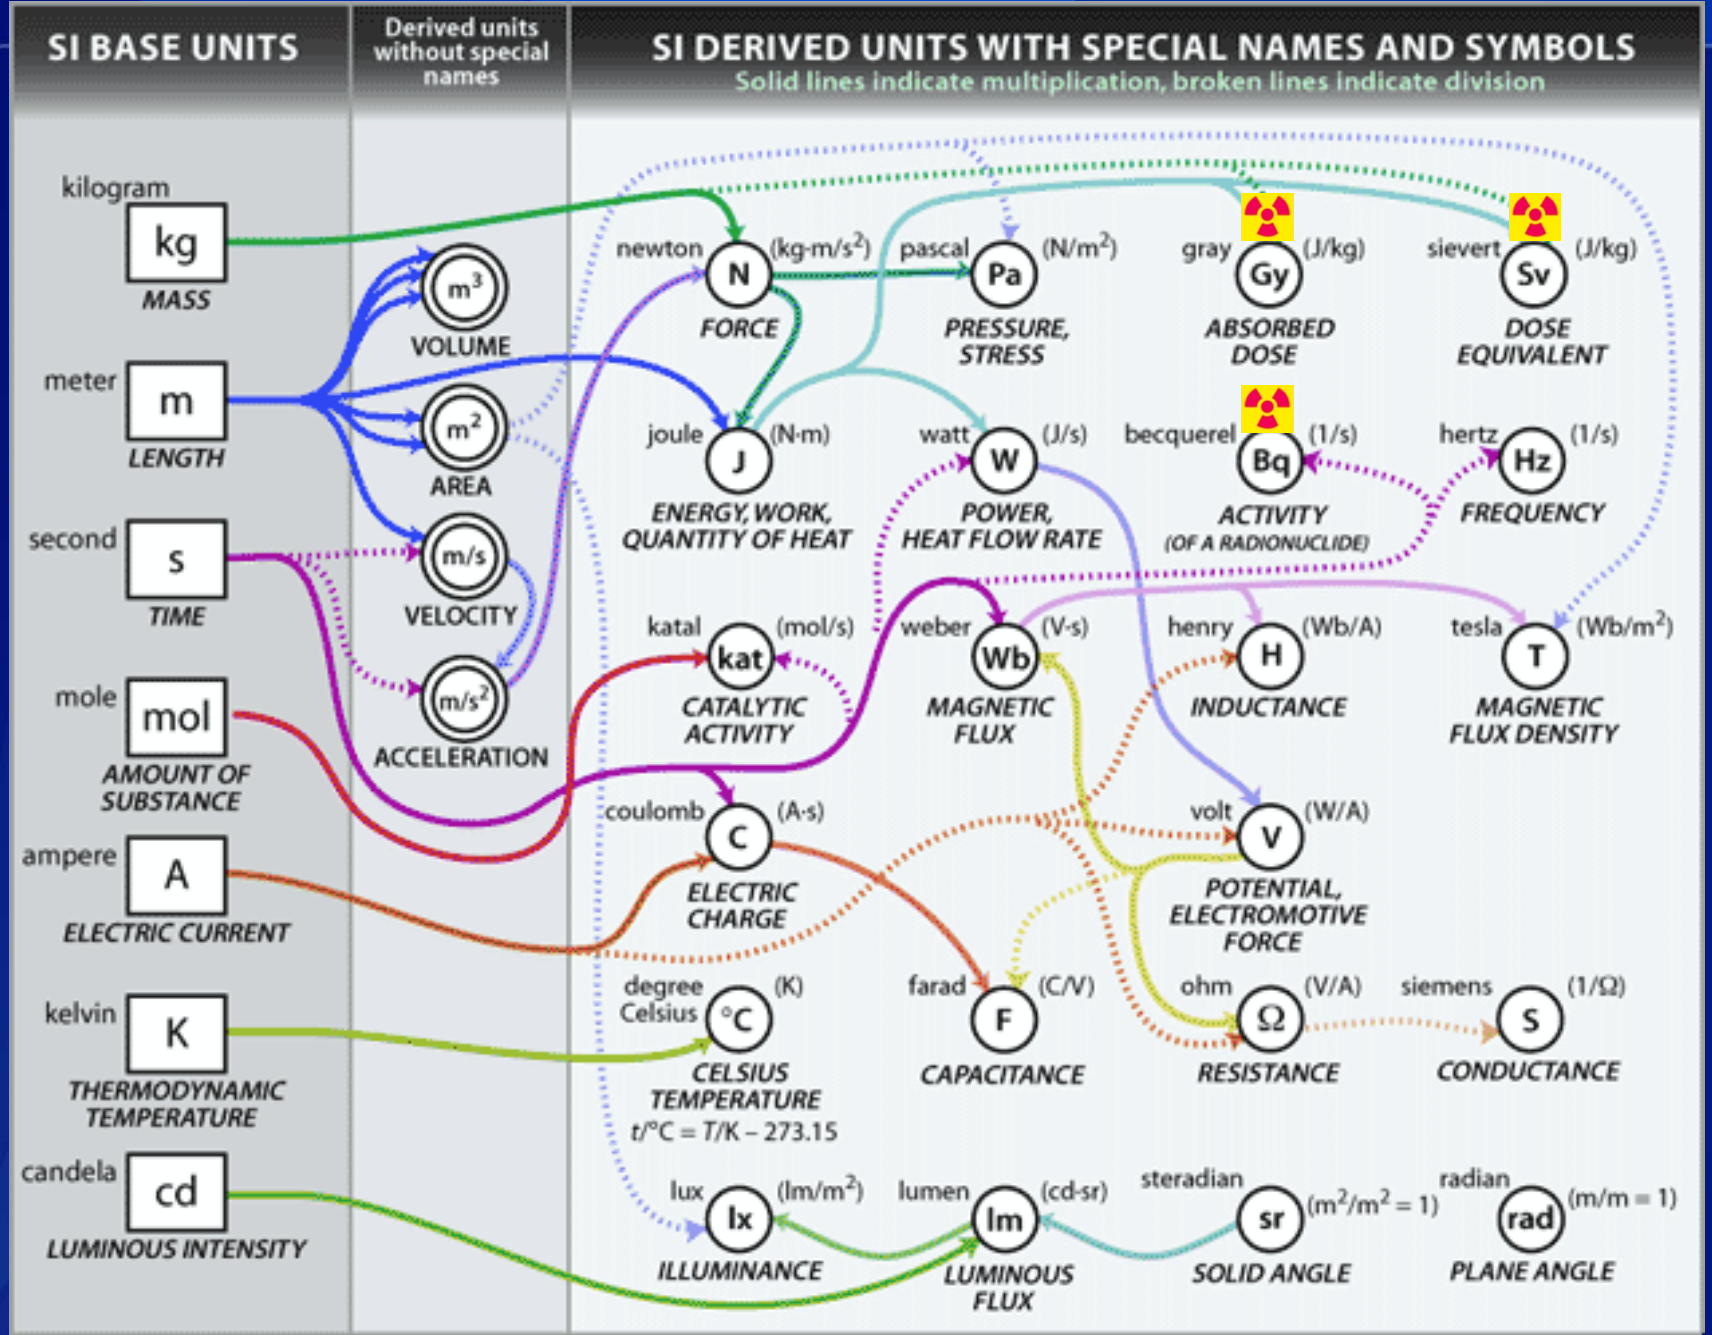 SI BASE UNITS
Derived units
without special
names
SI DERIVED UNITS WITH SPECIAL NAMES AND SYMBOLS
Solid lines indicate multiplication, broken lines indicate division
kilogram
kg
MASS
meter
m
LENGTH
second
s
TIME
mole
mol
AMOUNT OF
SUBSTANCE
ampere
A
ELECTRIC CURRENT
kelvin
K
THERMODYNAMIC
TEMPERATURE
candela
cd
LUMINOUS INTENSITY
m³
VOLUME
m²
AREA
m/s
VELOCITY
m/s²
ACCELERATION
newton
N
(kg·m/s²)
FORCE
pascal
Pa
(N/m²)
PRESSURE,
STRESS
gray
Gy
(J/kg)
ABSORBED
DOSE
sievert
Sv
(J/kg)
DOSE
EQUIVALENT
joule
J
(N·m)
ENERGY, WORK,
QUANTITY OF HEAT
watt
W
(J/s)
POWER,
HEAT FLOW RATE
becquerel
Bq
(1/s)
ACTIVITY
(OF A RADIONUCLIDE)
hertz
Hz
(1/s)
FREQUENCY
katal
kat
(mol/s)
CATALYTIC
ACTIVITY
weber
Wb
(V·s)
MAGNETIC
FLUX
henry
H
(Wb/A)
INDUCTANCE
tesla
T
(Wb/m²)
MAGNETIC
FLUX DENSITY
coulomb
C
(A·s)
ELECTRIC
CHARGE
volt
V
(W/A)
POTENTIAL,
ELECTROMOTIVE
FORCE
degree
Celsius
°C
(K)
CELSIUS
TEMPERATURE
t/°C = T/K – 273.15
farad
F
(C/V)
CAPACITANCE
ohm
Ω
(V/A)
RESISTANCE
siemens
S
(1/Ω)
CONDUCTANCE
lux
lx
(lm/m²)
ILLUMINANCE
lumen
lm
(cd·sr)
LUMINOUS
FLUX
steradian
sr
(m²/m² = 1)
SOLID ANGLE
radian
rad
(m/m = 1)
PLANE ANGLE